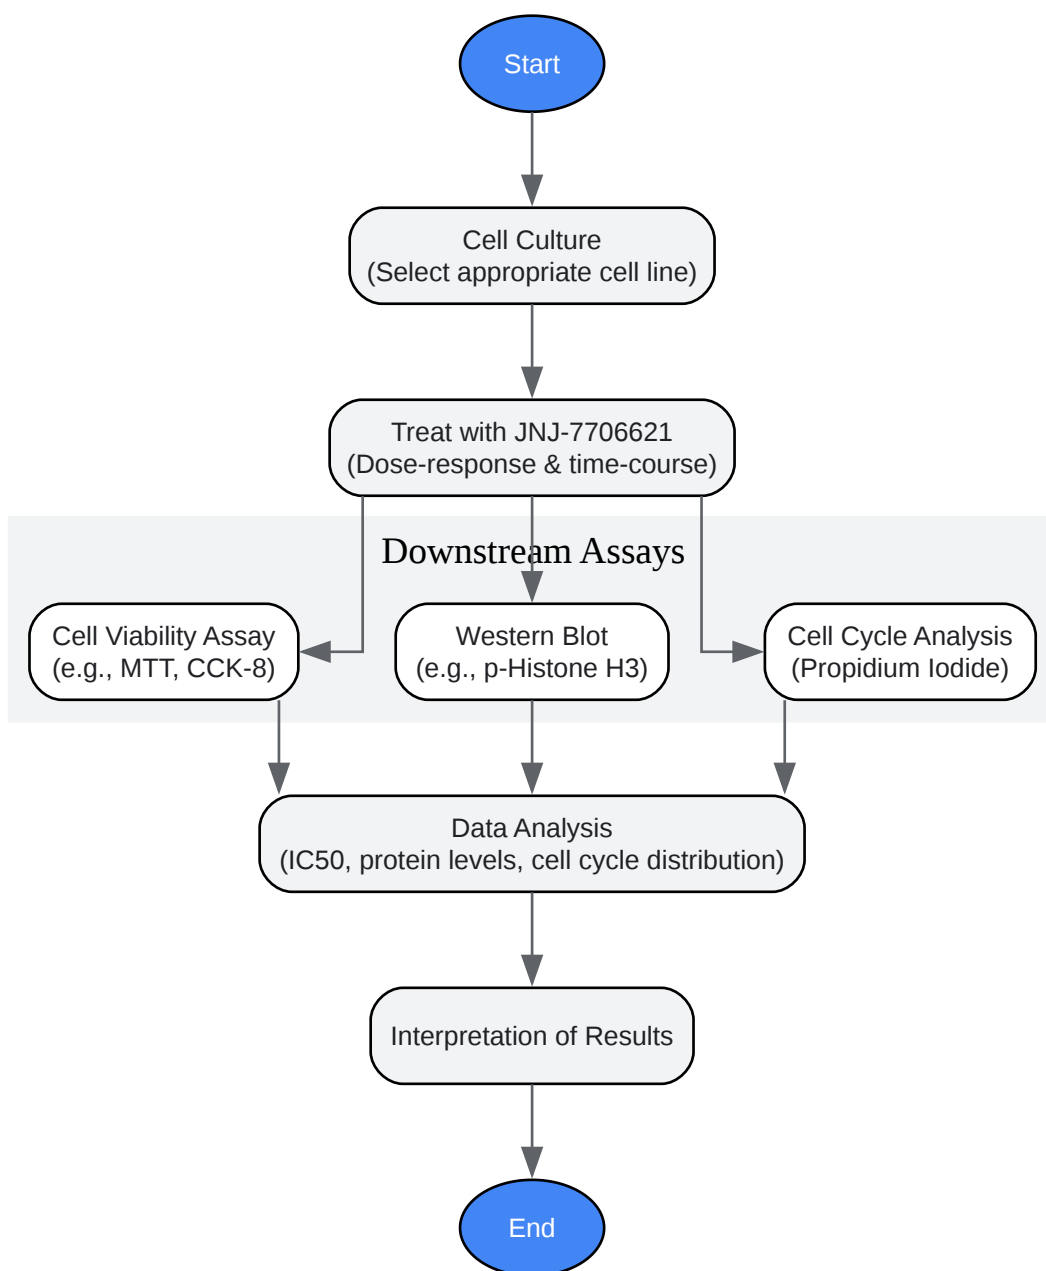 Start
Cell Culture
(Select appropriate cell line)
Treat with JNJ-7706621
(Dose-response & time-course)
Downstream Assays
Cell Viability Assay
(e.g., MTT, CCK-8)
Western Blot
(e.g., p-Histone H3)
Cell Cycle Analysis
(Propidium Iodide)
Data Analysis
(IC50, protein levels, cell cycle distribution)
Interpretation of Results
End